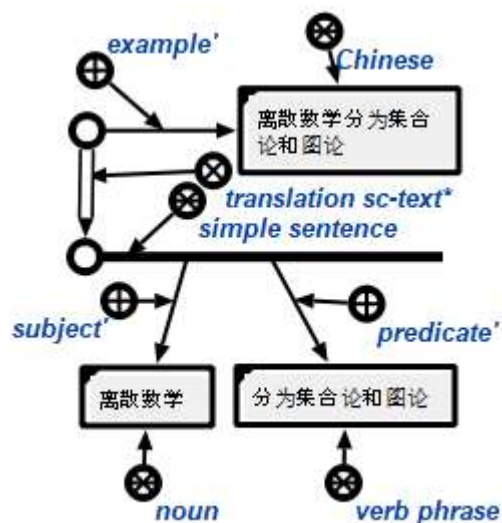 example'
Chinese
离散数学分为集合
论和图论
translation sc-text*
simple sentence
subject'
predicate'
离散数学
分为集合论和图论
noun
verb phrase